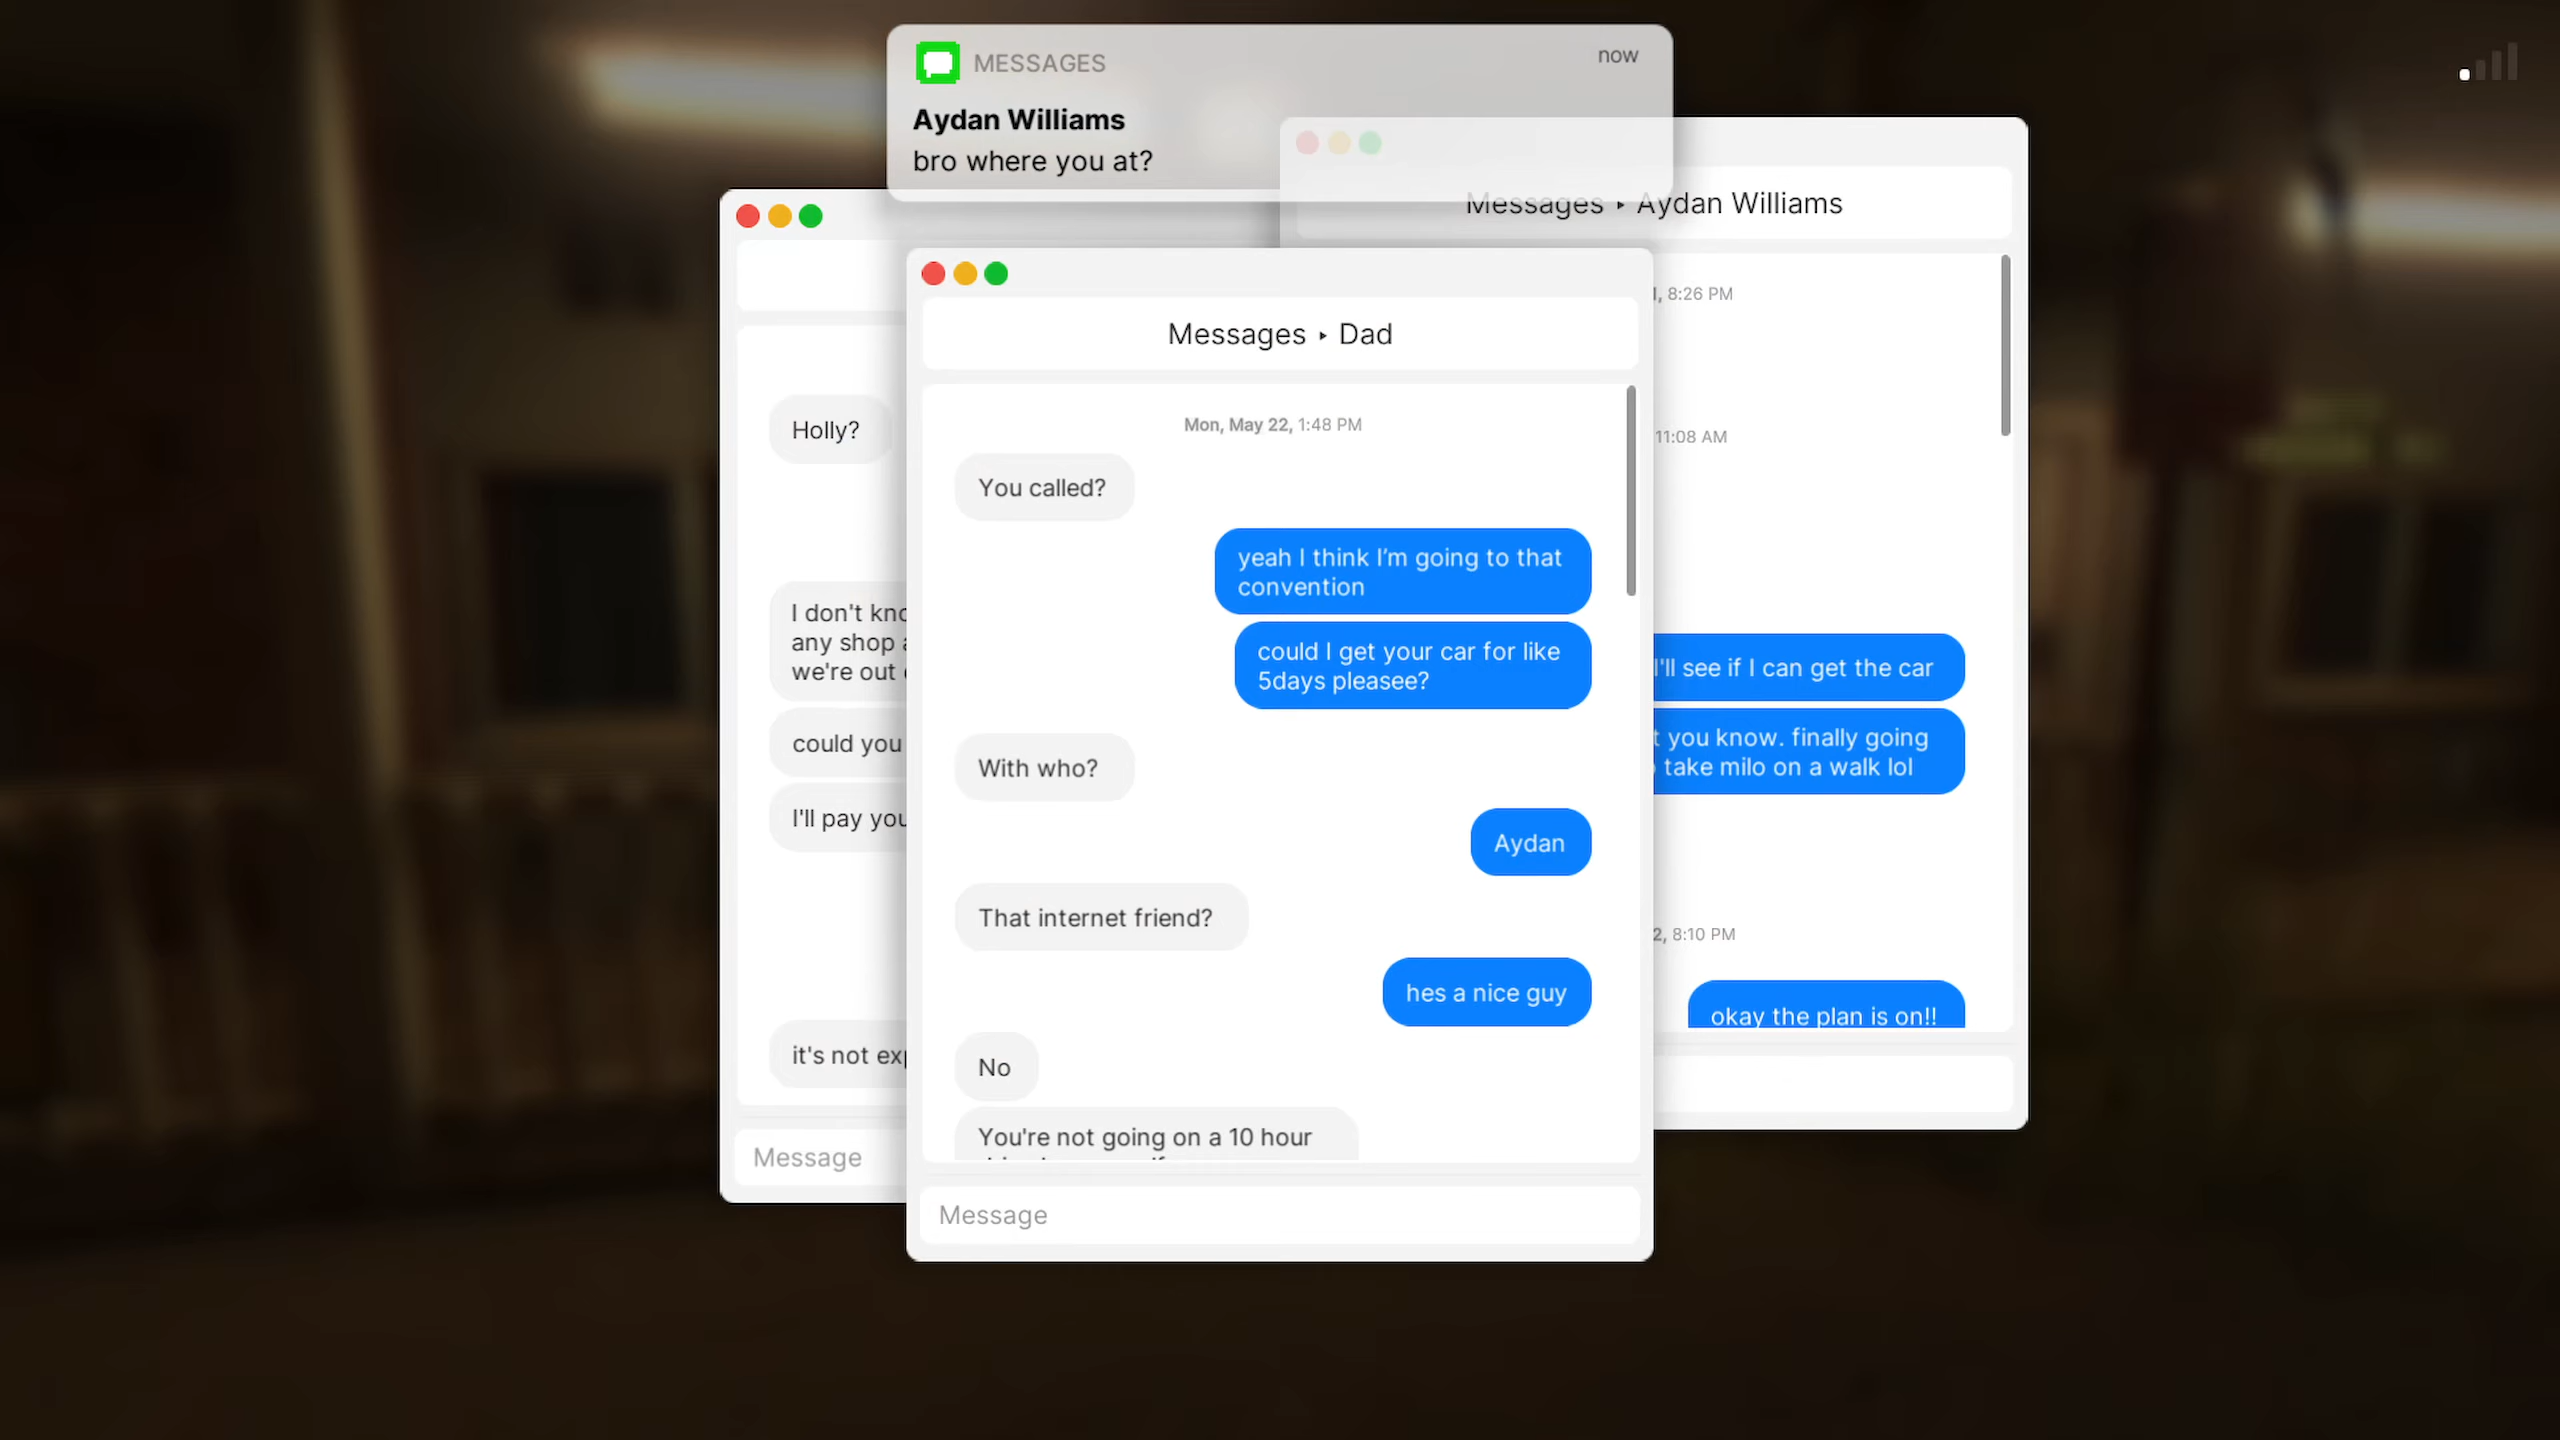 MESSAGES
now
Aydan Williams
bro where you at?
Messages ‣ Aydan Williams
8:26 PM
11:08 AM
I'll see if I can get the car
you know. finally going
take milo on a walk lol
2, 8:10 PM
okay the plan is on!!
Holly?
I don't
any shop
we're out
could you
I'll pay you
it's not
Message
Messages ‣ Dad
Mon, May 22, 1:48 PM
You called?
yeah I think I’m going to that
convention
could I get your car for like
5days pleasee?
With who?
Aydan
That internet friend?
hes a nice guy
No
You're not going on a 10 hour
Message